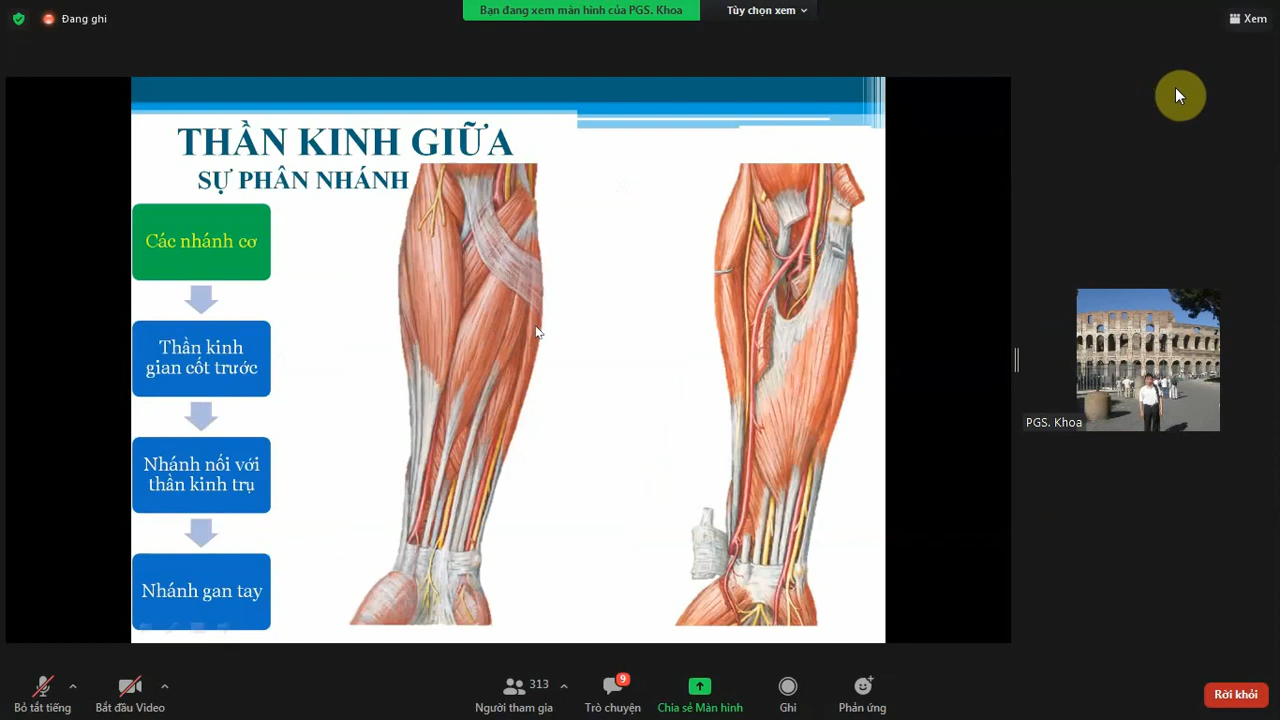 Đang ghi
Bạn đang xem màn hình của PGS. Khoa
Tùy chọn xem
Xem
THẦN KINH GIỮA
SỰ PHÂN NHÁNH
Các nhánh cơ
Thần kinh
gian cốt trước
Nhánh nối với
thần kinh trụ
Nhánh gan tay
PGS. Khoa
Bỏ tắt tiếng
Bắt đầu Video
313
Người tham gia
9
Trò chuyện
Chia sẻ Màn hình
Ghi
Phản ứng
Rời khỏi